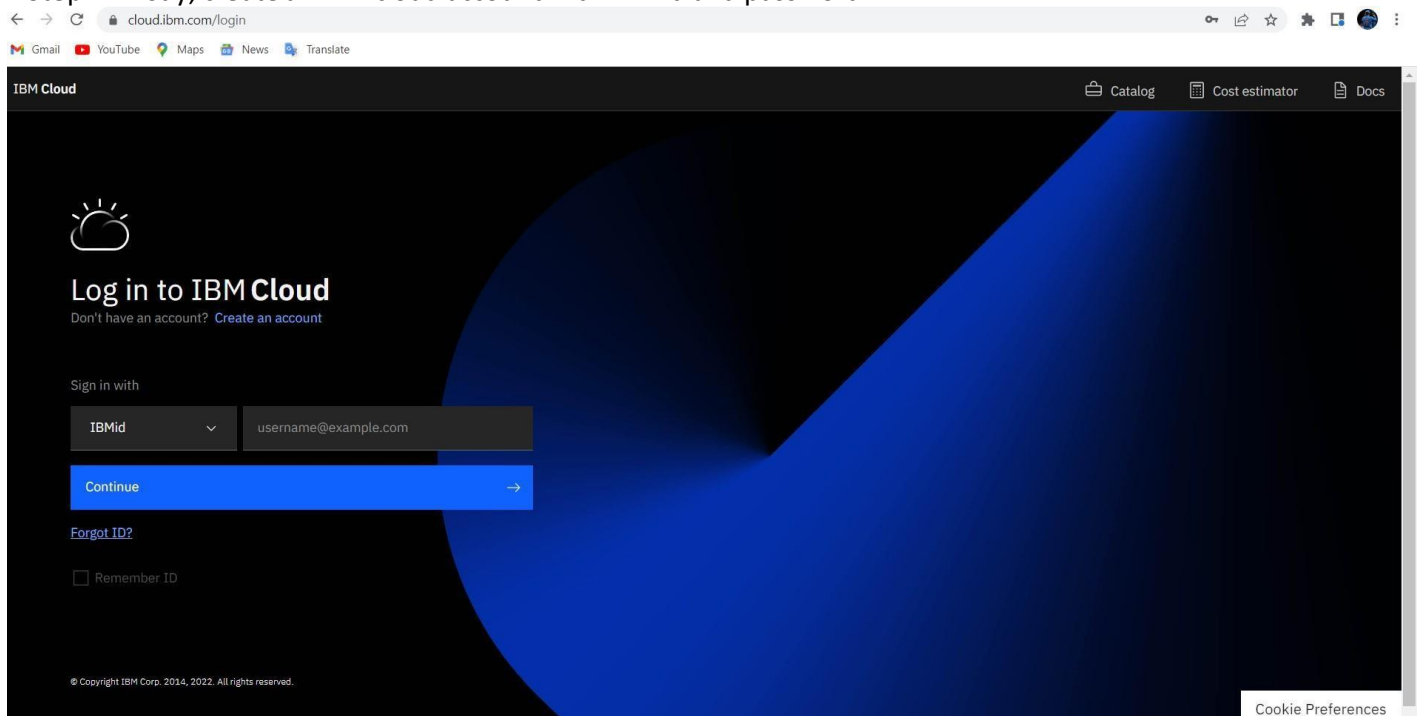 cloud.ibm.com/login
Gmail YouTube Maps News Translate
IBM Cloud Catalog Cost estimator Docs
Log in to IBM Cloud
Don't have an account? Create an account
Sign in with
IBMid username@example.com
Continue
Forgot ID?
Remember ID
© Copyright IBM Corp. 2014, 2022. All rights reserved.
Cookie Preferences